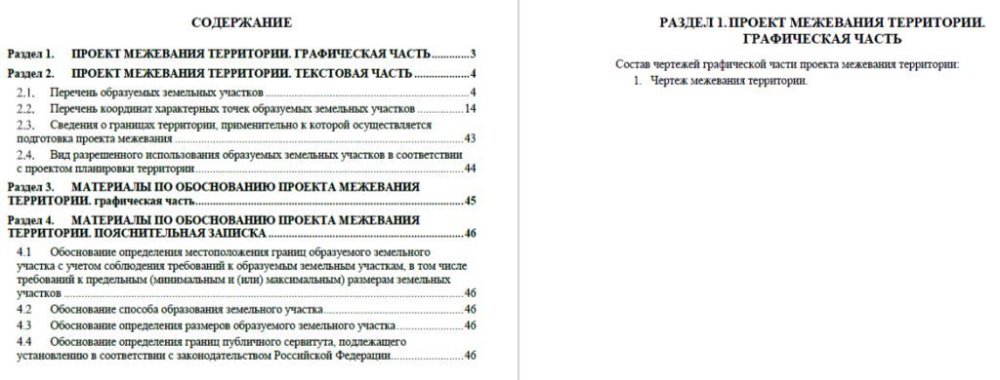 СОДЕРЖАНИЕ
Раздел 1. ПРОЕКТ МЕЖЕВАНИЯ ТЕРРИТОРИИ. ГРАФИЧЕСКАЯ ЧАСТЬ.............3
Раздел 2. ПРОЕКТ МЕЖЕВАНИЯ ТЕРРИТОРИИ. ТЕКСТОВАЯ ЧАСТЬ..................4
2.1. Перечень образуемых земельных участков..................4
2.2. Перечень координат характерных точек образуемых земельных участков..................14
2.3. Сведения о границах территории, применительно к которой осуществляется
подготовка проекта межевания..................43
2.4. Вид разрешенного использования образуемых земельных участков в соответствии
с проектом планировки территории..................44
Раздел 3. МАТЕРИАЛЫ ПО ОБОСНОВАНИЮ ПРОЕКТА МЕЖЕВАНИЯ
ТЕРРИТОРИИ. графическая часть..................45
Раздел 4. МАТЕРИАЛЫ ПО ОБОСНОВАНИЮ ПРОЕКТА МЕЖЕВАНИЯ
ТЕРРИТОРИИ. ПОЯСНИТЕЛЬНАЯ ЗАПИСКА..................46
4.1 Обоснование определения местоположения границ образуемого земельного
участка с учетом соблюдения требований к образуемым земельным участкам, в том числе
требований к предельным (минимальным и (или) максимальным) размерам земельных
участков..................46
4.2 Обоснование способа образования земельного участка..................46
4.3 Обоснование определения размеров образуемого земельного участка..................46
4.4 Обоснование определения границ публичного сервитута, подлежащего
установлению в соответствии с законодательством Российской Федерации..................46
РАЗДЕЛ 1. ПРОЕКТ МЕЖЕВАНИЯ ТЕРРИТОРИИ.
ГРАФИЧЕСКАЯ ЧАСТЬ
Состав чертежей графической части проекта межевания территории:
1. Чертеж межевания территории.